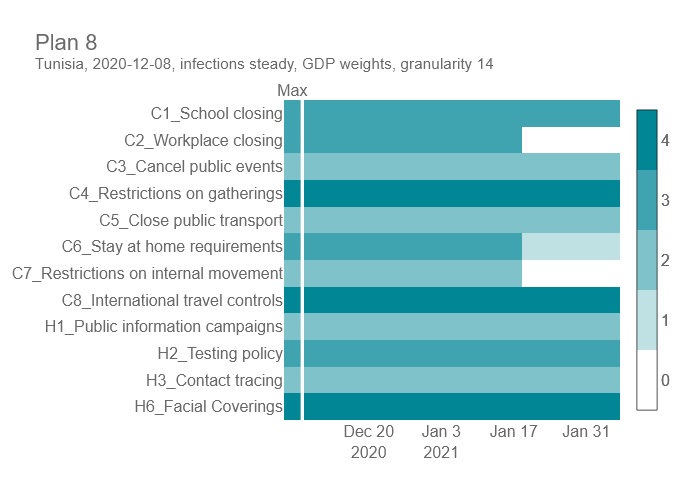 Plan 8
Tunisia, 2020-12-08, infections steady, GDP weights, granularity 14
Max
C1_School closing
C2_Workplace closing
C3_Cancel public events
C4_Restrictions on gatherings
C5_Close public transport
C6_Stay at home requirements
C7_Restrictions on internal movement
C8_International travel controls
H1_Public information campaigns
H2_Testing policy
H3_Contact tracing
H6_Facial Coverings
Dec 20 Jan 3 Jan 17 Jan 31
2020 2021
4
3
2
1
0